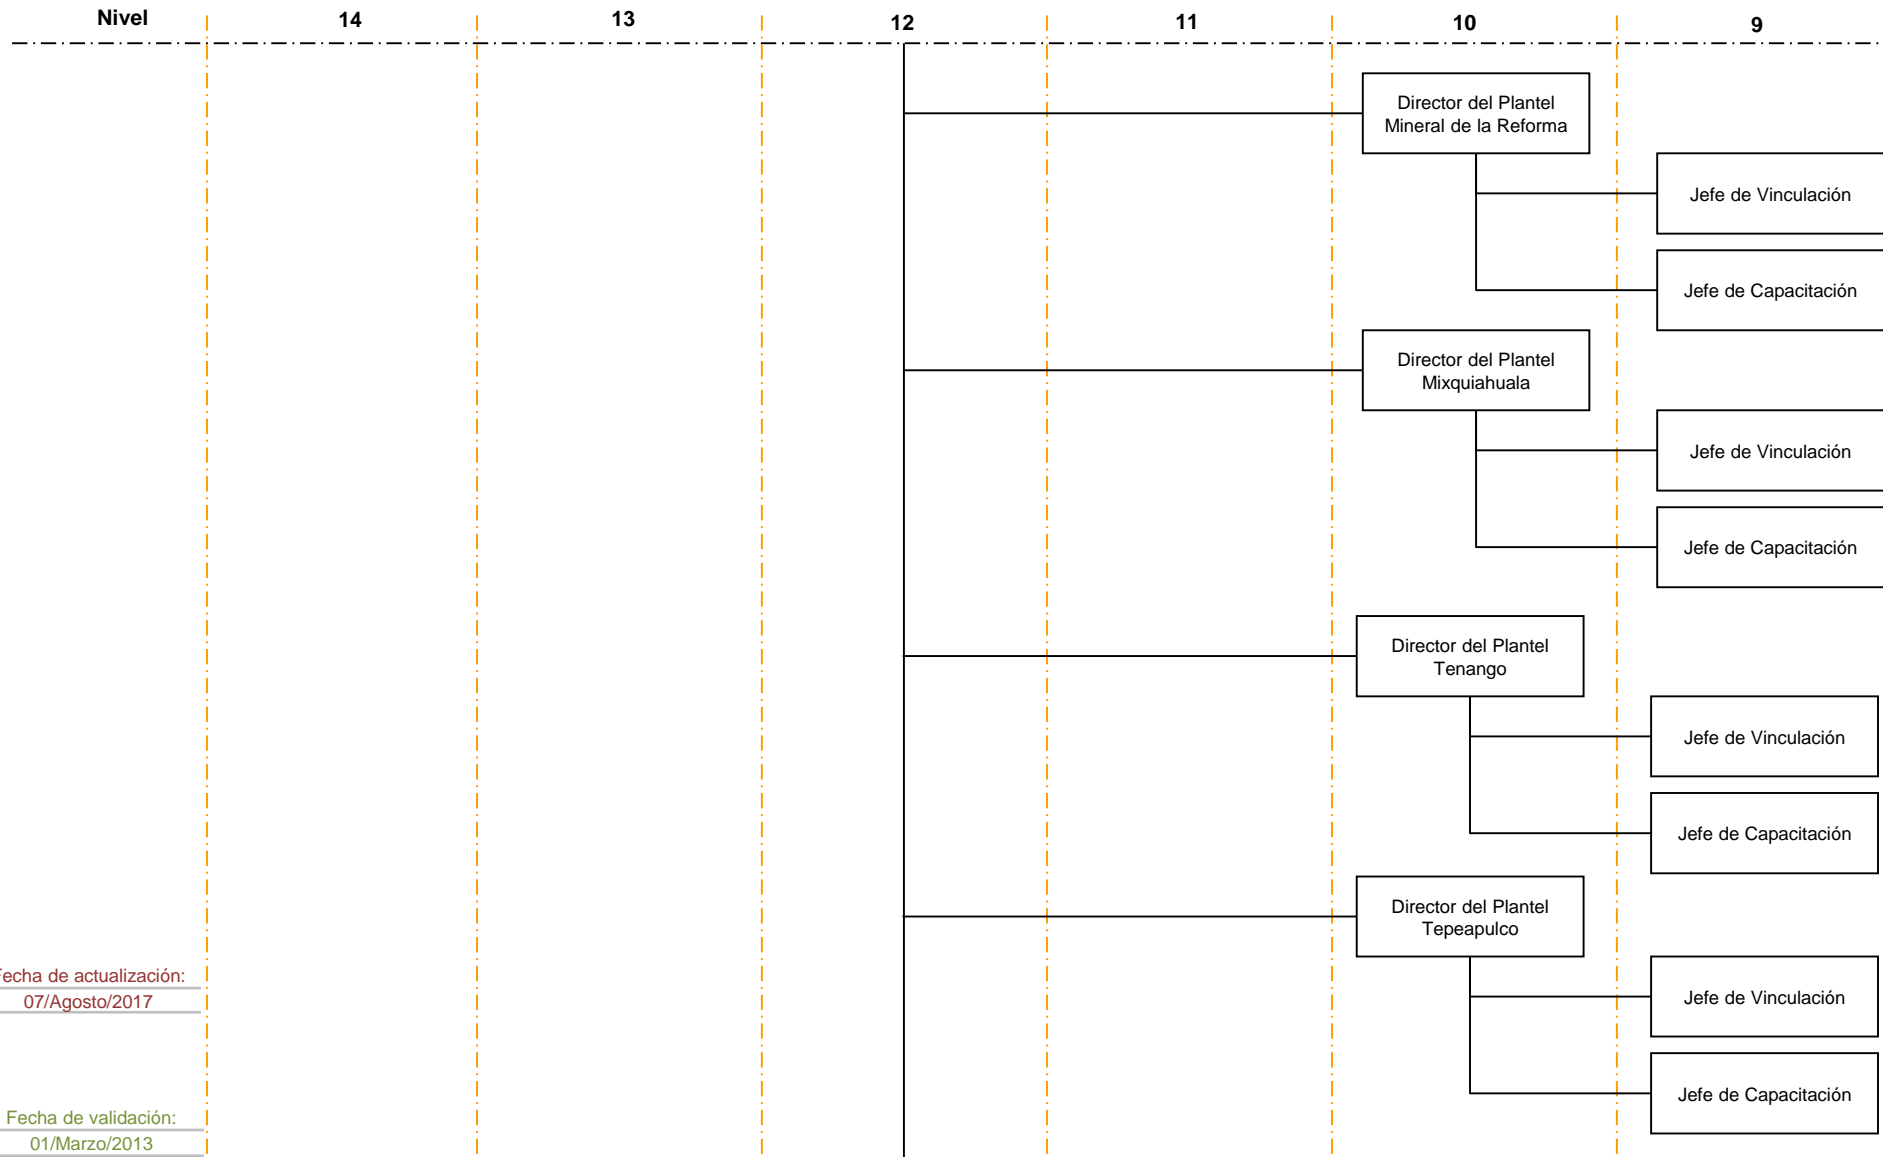 Nivel 14 13 12 11 10 9
Director del Plantel
Mineral de la Reforma
Jefe de Vinculación
Jefe de Capacitación
Director del Plantel
Mixquiahuala
Jefe de Vinculación
Jefe de Capacitación
Director del Plantel
Tenango
Jefe de Vinculación
Jefe de Capacitación
Director del Plantel
Tepeapulco
Jefe de Vinculación
Jefe de Capacitación
Fecha de actualización:
07/Agosto/2017
Fecha de validación:
01/Marzo/2013